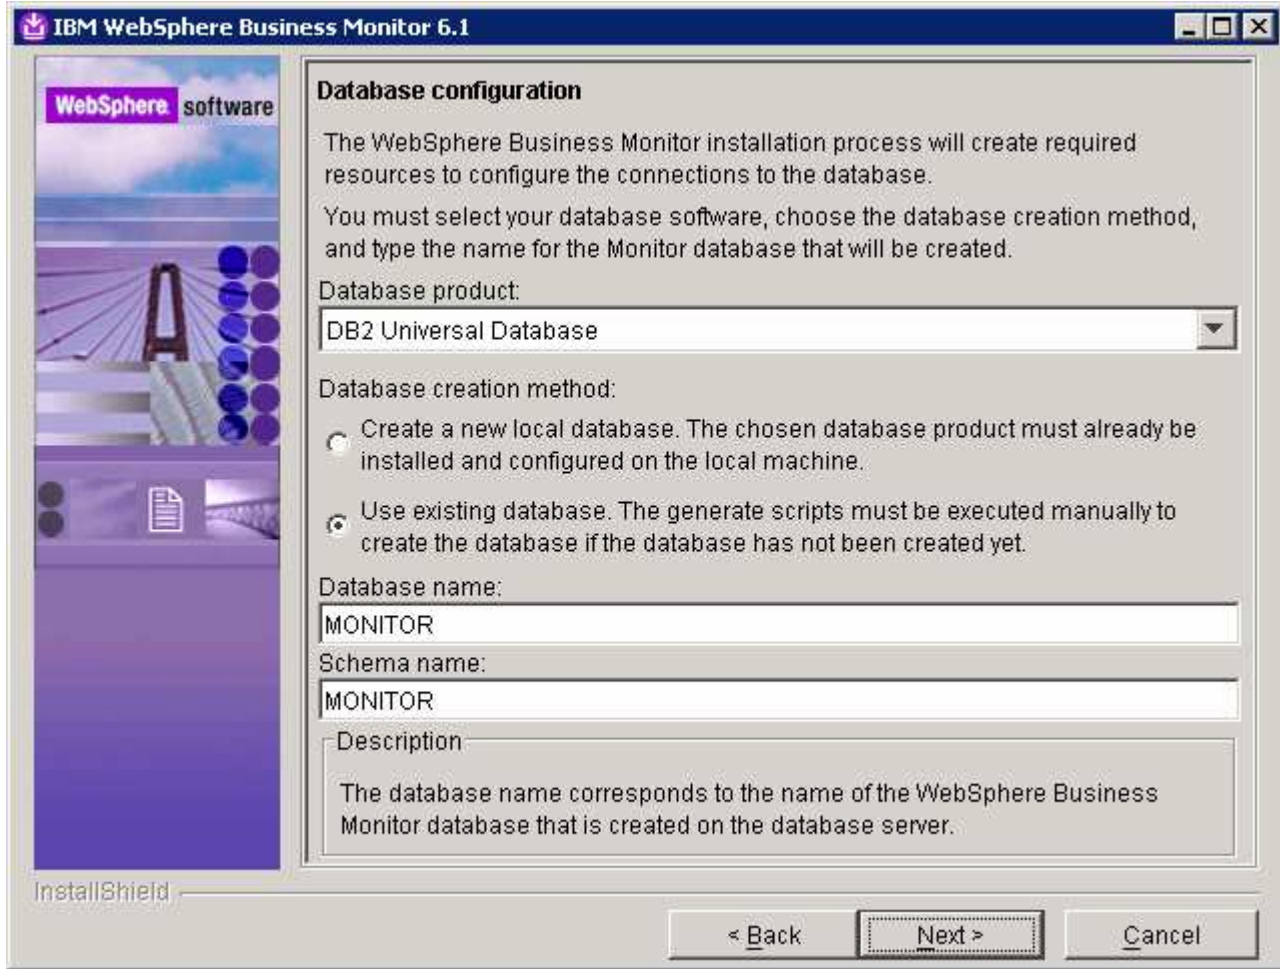 IBM WebSphere Business Monitor 6.1
WebSphere software
Database configuration
The WebSphere Business Monitor installation process will create required
resources to configure the connections to the database.
You must select your database software, choose the database creation method,
and type the name for the Monitor database that will be created.
Database product:
DB2 Universal Database
Database creation method:
Create a new local database. The chosen database product must already be
installed and configured on the local machine.
Use existing database. The generate scripts must be executed manually to
create the database if the database has not been created yet.
Database name:
MONITOR
Schema name:
MONITOR
Description
The database name corresponds to the name of the WebSphere Business
Monitor database that is created on the database server.
InstallShield
< Back
Next >
Cancel